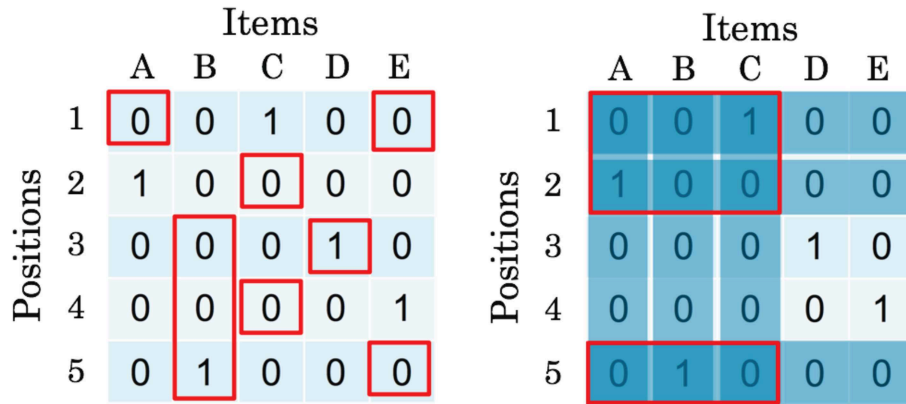 Items
A B C D E
Positions
1 0 0 1 0 0
2 1 0 0 0 0
3 0 0 0 1 0
4 0 0 0 0 1
5 0 1 0 0 0
Items
A B C D E
Positions
1 0 0 1 0 0
2 1 0 0 0 0
3 0 0 0 1 0
4 0 0 0 0 1
5 0 1 0 0 0